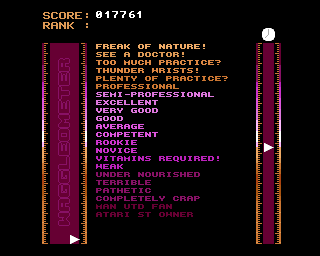 SCORE: 017761
RANK :
WAGGLEOMETER
FREAK OF NATURE!
SEE A DOCTOR!
TOO MUCH PRACTICE?
THUNDER WRISTS!
PLENTY OF PRACTICE?
PROFESSIONAL
SEMI-PROFESSIONAL
EXCELLENT
VERY GOOD
GOOD
AVERAGE
COMPETENT
ROOKIE
NOVICE
VITAMINS REQUIRED!
WEAK
UNDER NOURISHED
TERRIBLE
PATHETIC
COMPLETELY CRAP
MAN UTD FAN
ATARI ST OWNER